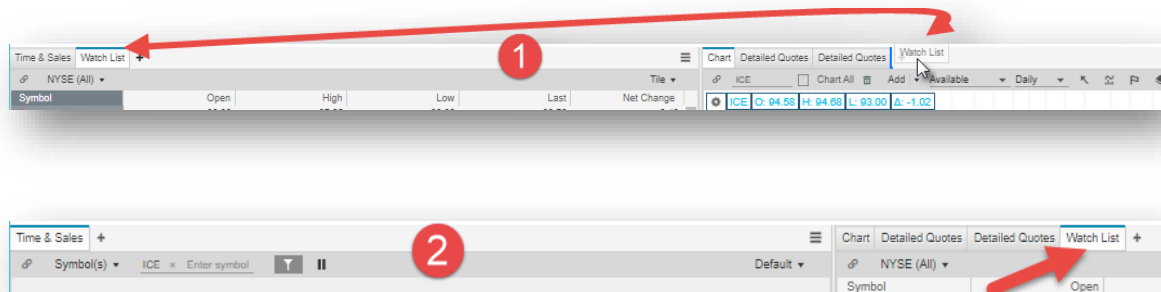 Time & Sales Watch List +
Chart Detailed Quotes Detailed Quotes Watch List
1
NYSE (All) Tile
ICE Chart All Add Available Daily
Symbol Open High Low Last Net Change
ICE O: 94.58 H: 94.68 L: 93.00 Δ: -1.02
Time & Sales +
Chart Detailed Quotes Detailed Quotes Watch List +
2
Symbol(s) ICE × Enter symbol Default
NYSE (All)
Symbol Open